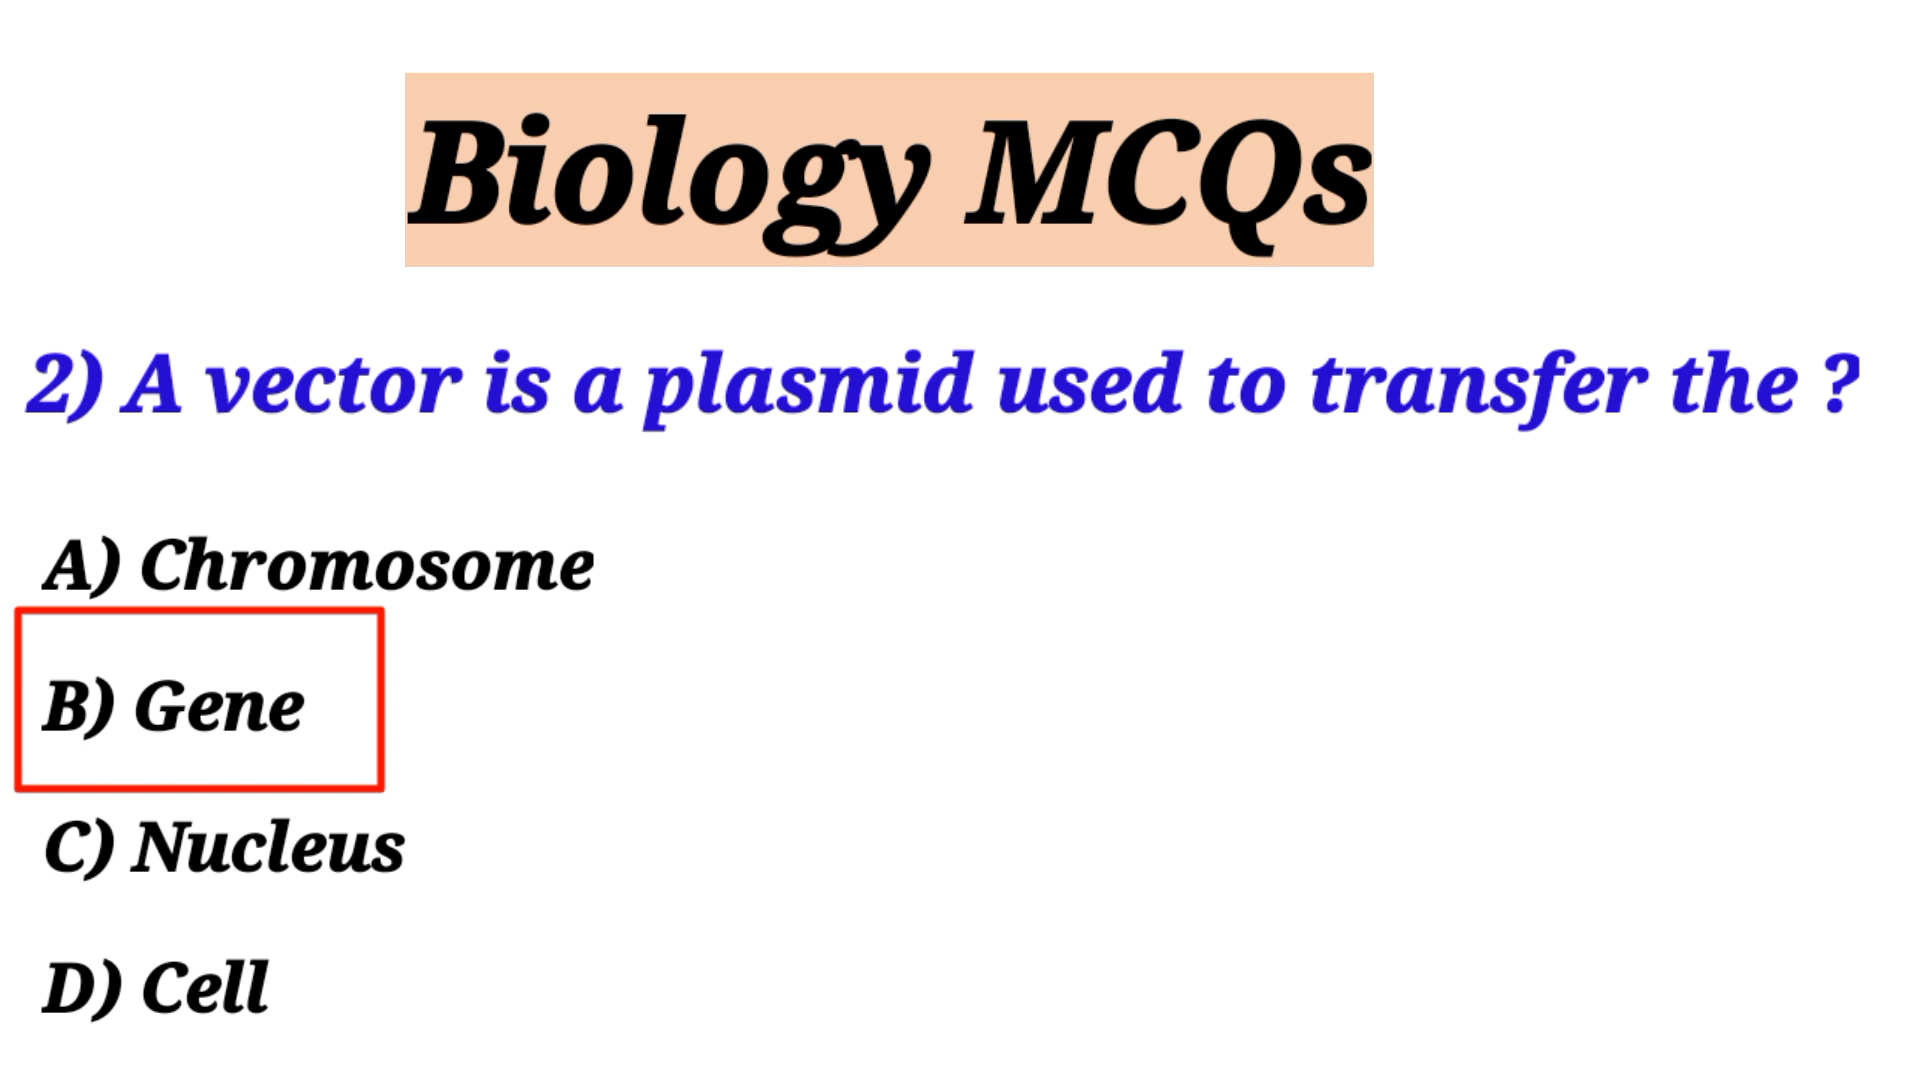 Biology MCQs
2) A vector is a plasmid used to transfer the ?
A) Chromosome
B) Gene
C) Nucleus
D) Cell